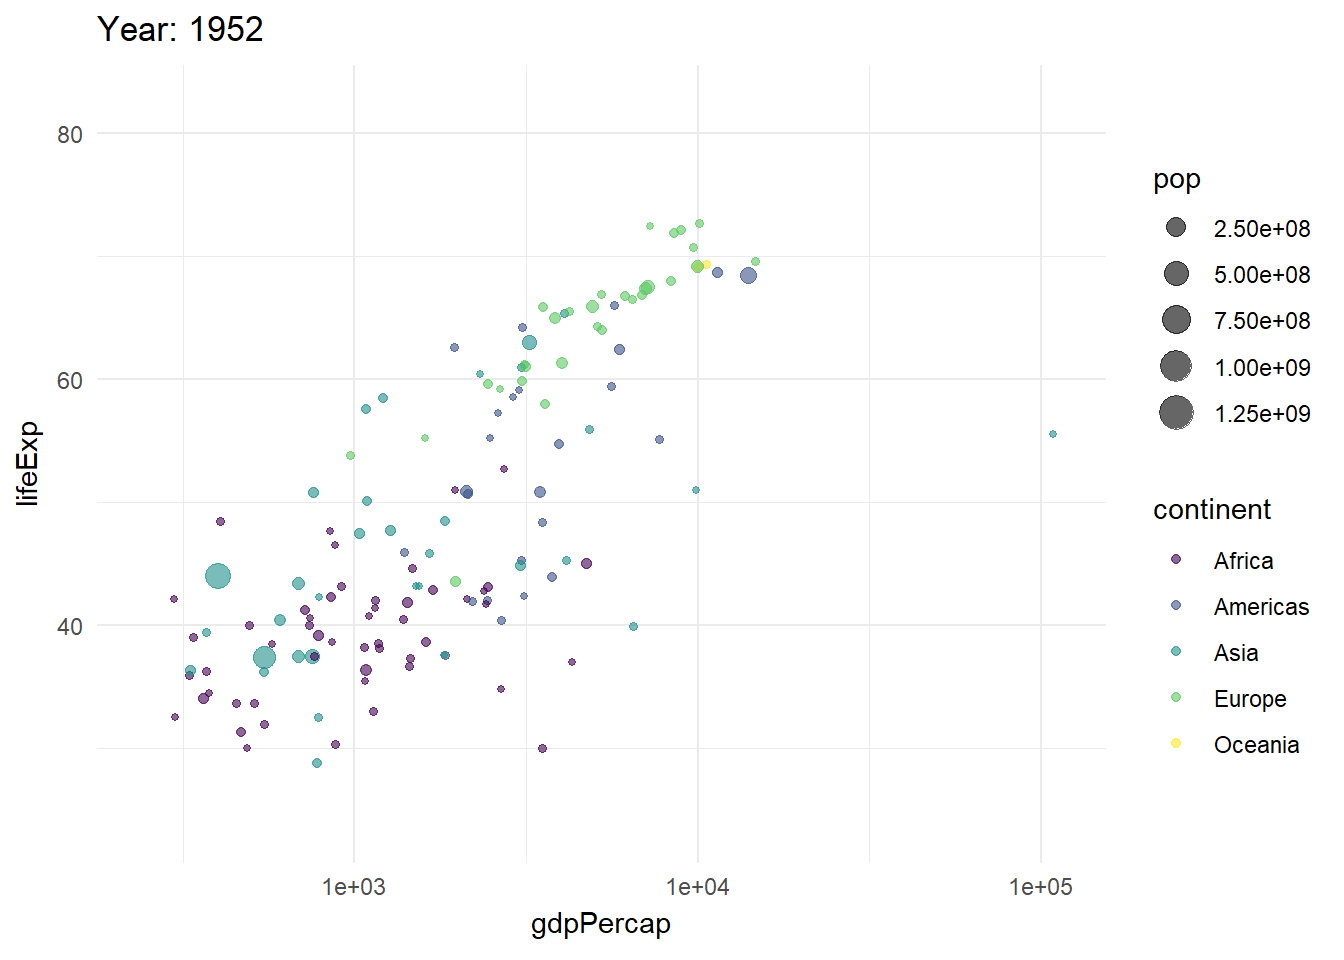 Year: 1952
80
60
40
lifeExp
1e+03 1e+04 1e+05
gdpPercap
pop
2.50e+08
5.00e+08
7.50e+08
1.00e+09
1.25e+09
continent
Africa
Americas
Asia
Europe
Oceania